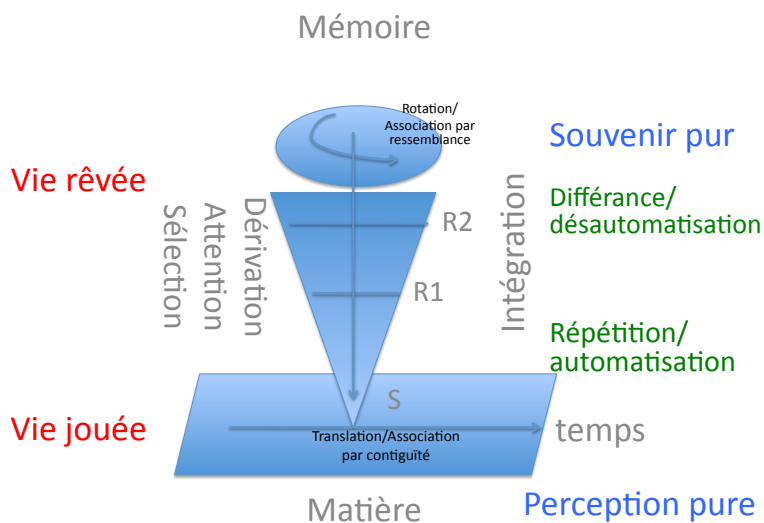 Mémoire
Rotation/
Association par
ressemblance
Souvenir pur
Vie rêvée
Sélection
Attention
Dérivation
Intégration
Différance/
désautomatisation
R2
R1
Répétition/
automatisation
S
Vie jouée
temps
Translation/Association
par contiguïté
Matière
Perception pure